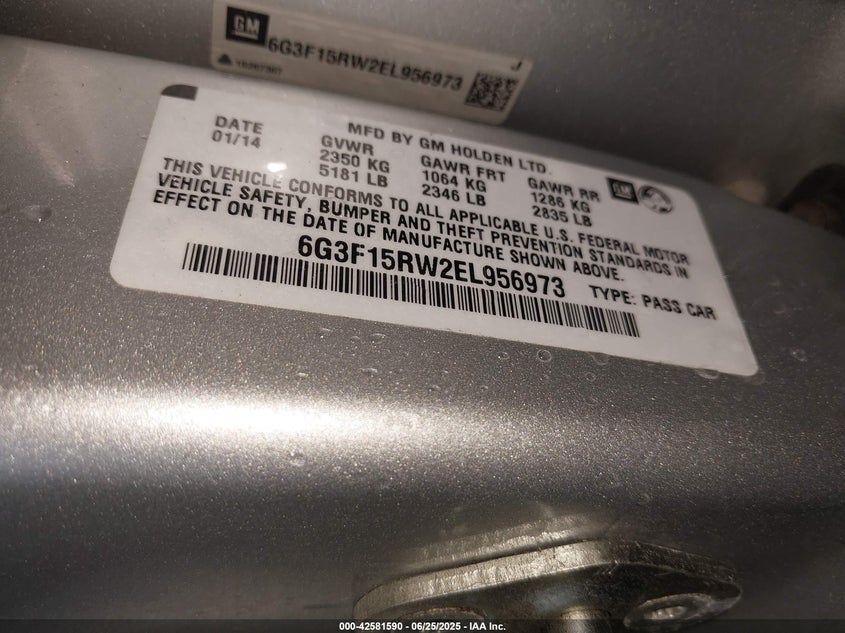 GM
6G3F15RW2EL956973
J
DATE
01/14
MFD BY GM HOLDEN LTD.
GVWR
2350 KG
5181 LB
GAWR FRT
1064 KG
2346 LB
GAWR RR
1286 KG
2835 LB
GM
THIS VEHICLE CONFORMS TO ALL APPLICABLE U.S. FEDERAL MOTOR
VEHICLE SAFETY, BUMPER AND THEFT PREVENTION STANDARDS IN
EFFECT ON THE DATE OF MANUFACTURE SHOWN ABOVE.
6G3F15RW2EL956973
TYPE: PASS CAR
000-42581590 - 06/25/2025 - IAA Inc.